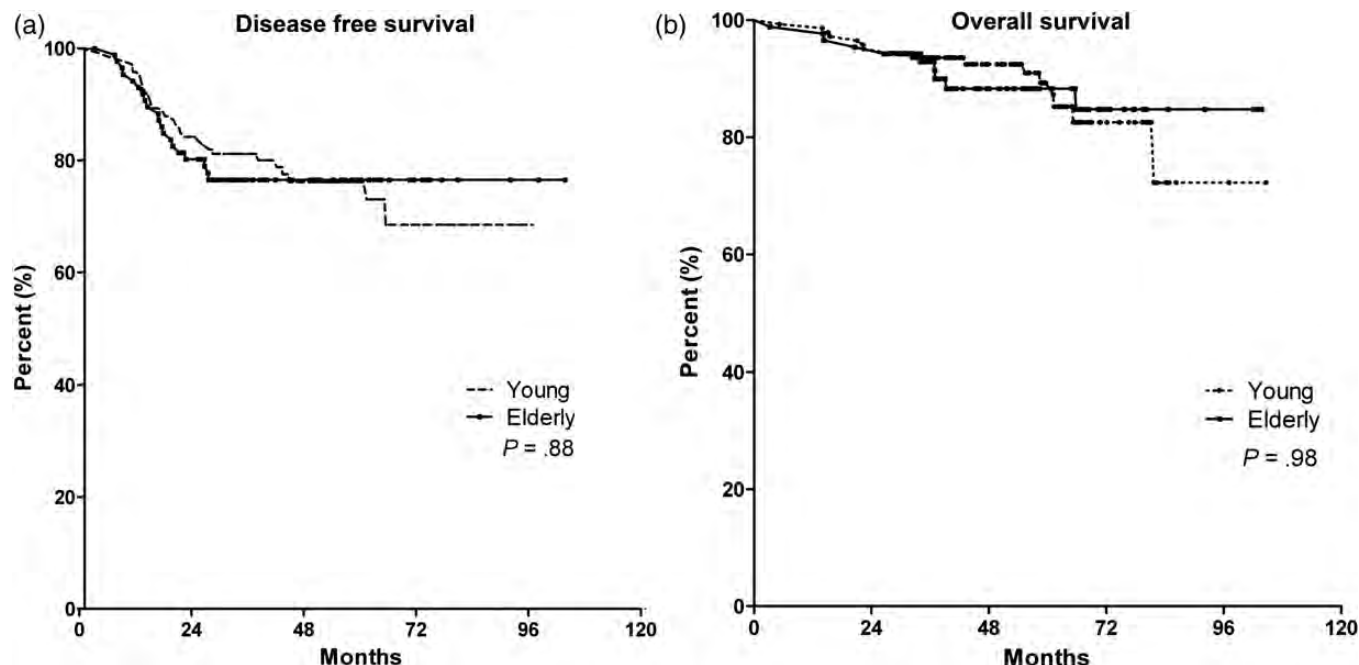 (a)
Disease free survival
100
80
60
40
20
0
Percent (%)
Young
Elderly
P = .88
0 24 48 72 96 120
Months
(b)
Overall survival
100
80
60
40
20
0
Percent (%)
Young
Elderly
P = .98
0 24 48 72 96 120
Months